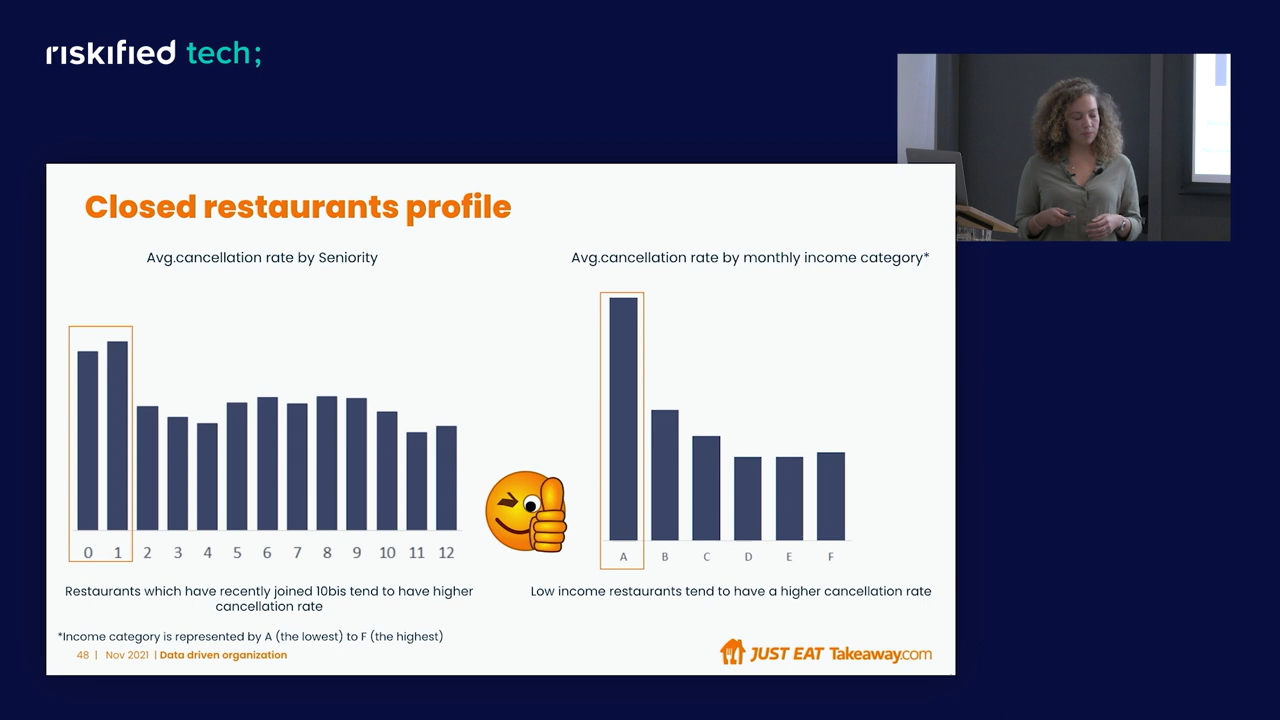 riskified tech;
Closed restaurants profile
Avg.cancellation rate by Seniority
Avg.cancellation rate by monthly income category*
0 1 2 3 4 5 6 7 8 9 10 11 12
A B C D E F
Restaurants which have recently joined 10bis tend to have higher
cancellation rate
Low income restaurants tend to have a higher cancellation rate
*Income category is represented by A (the lowest) to F (the highest)
48 | Nov 2021 | Data driven organization
JUST EAT Takeaway.com